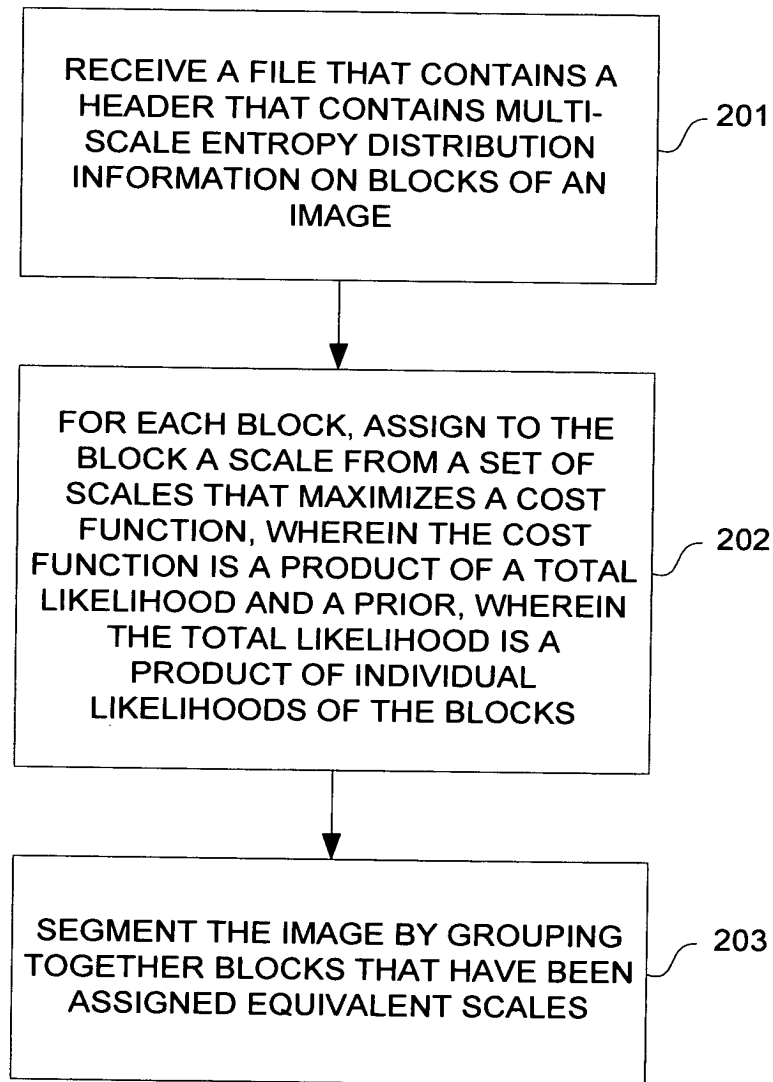 RECEIVE A FILE THAT CONTAINS A
HEADER THAT CONTAINS MULTI-
SCALE ENTROPY DISTRIBUTION
INFORMATION ON BLOCKS OF AN
IMAGE
201
FOR EACH BLOCK, ASSIGN TO THE
BLOCK A SCALE FROM A SET OF
SCALES THAT MAXIMIZES A COST
FUNCTION, WHEREIN THE COST
FUNCTION IS A PRODUCT OF A TOTAL
LIKELIHOOD AND A PRIOR, WHEREIN
THE TOTAL LIKELIHOOD IS A
PRODUCT OF INDIVIDUAL
LIKELIHOODS OF THE BLOCKS
202
SEGMENT THE IMAGE BY GROUPING
TOGETHER BLOCKS THAT HAVE BEEN
ASSIGNED EQUIVALENT SCALES
203